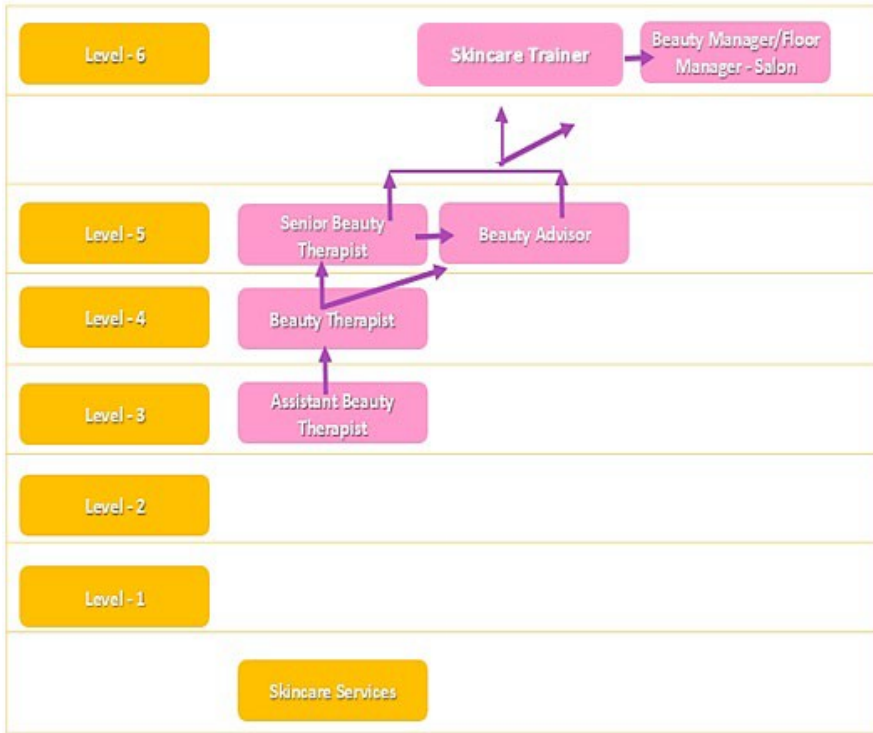 Level - 6
Skincare Trainer
Beauty Manager/Floor
Manager - Salon
Level - 5
Senior Beauty
Therapist
Beauty Advisor
Level - 4
Beauty Therapist
Level - 3
Assistant Beauty
Therapist
Level - 2
Level - 1
Skincare Services